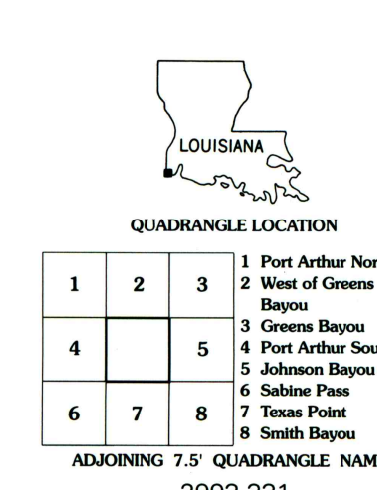 LOUISIANA
QUADRANGLE LOCATION
1 2 3
4 5
6 7 8
1 Port Arthur Nor
2 West of Greens
Bayou
3 Greens Bayou
4 Port Arthur Sou
5 Johnson Bayou
6 Sabine Pass
7 Texas Point
8 Smith Bayou
ADJOINING 7.5' QUADRANGLE NAM